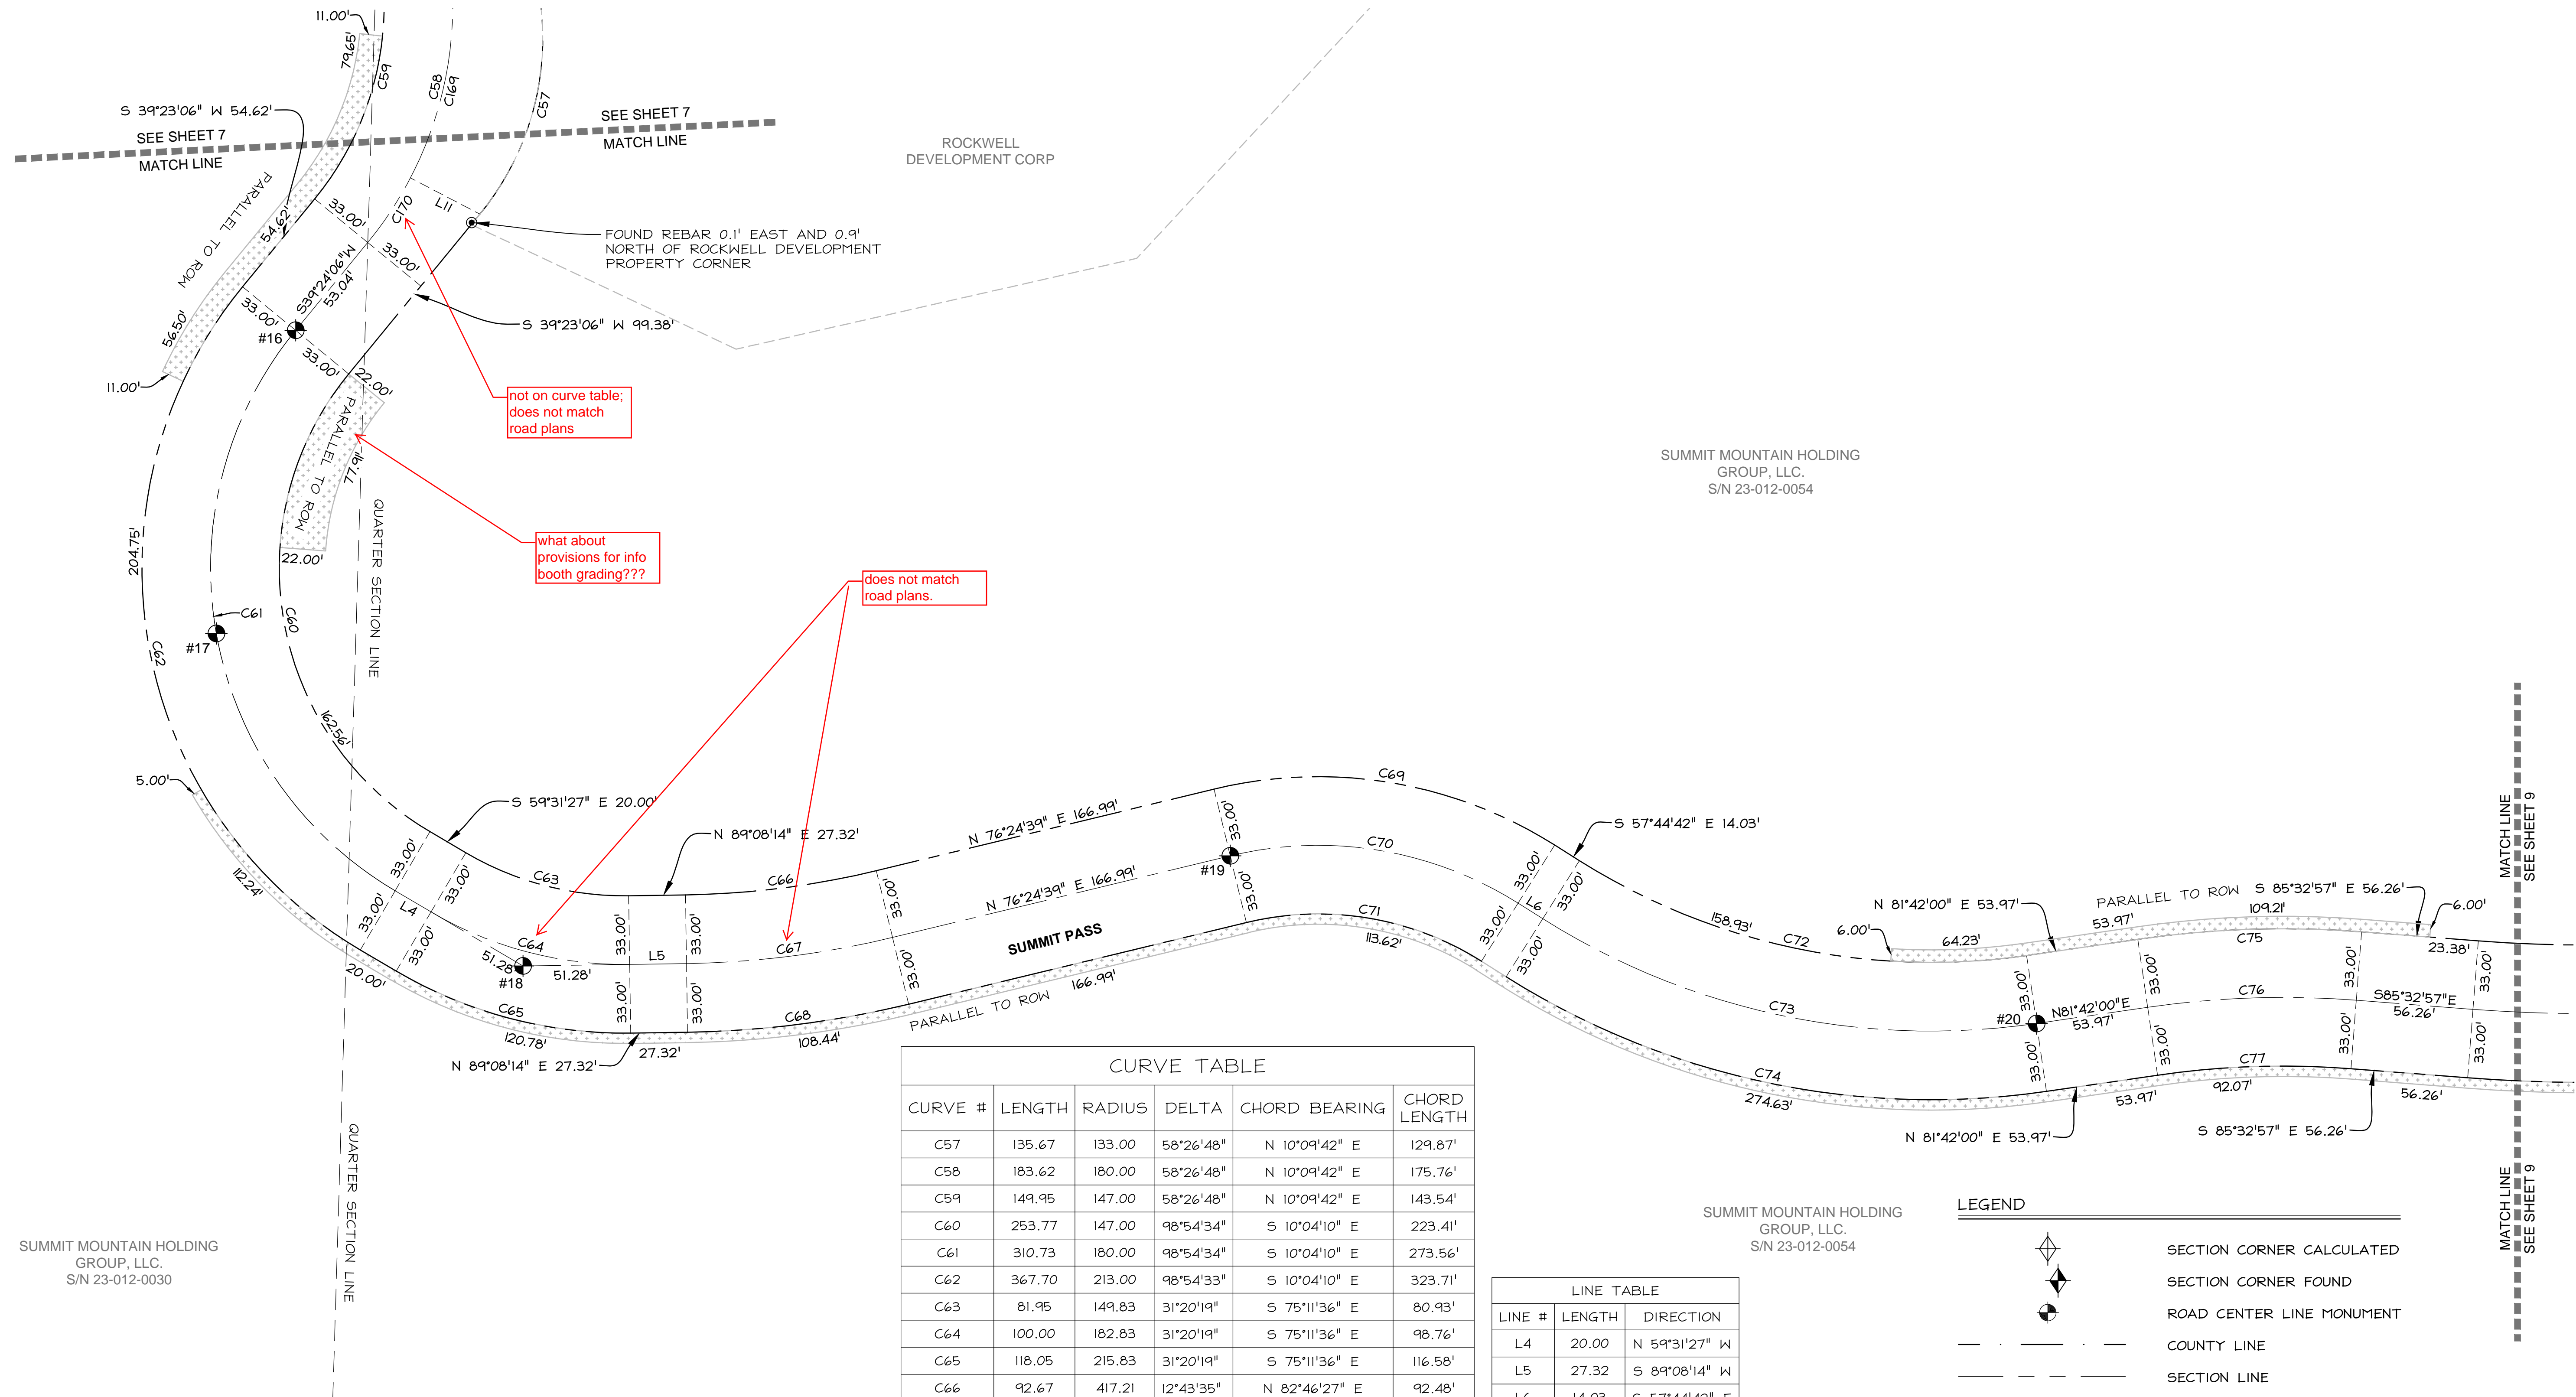 11.00'
79.65'
C59
C58
C169
C57
S 39°23'06" W 54.62'
SEE SHEET 7
MATCH LINE
SEE SHEET 7
MATCH LINE
ROCKWELL
DEVELOPMENT CORP
PARALLEL TO ROW
54.62'
33.00'
C170
L11
33.00'
FOUND REBAR 0.1' EAST AND 0.9'
NORTH OF ROCKWELL DEVELOPMENT
PROPERTY CORNER
S39°24'06"W
53.04'
33.00'
#16
S 39°23'06" W 99.38'
56.50'
33.00'
22.00'
11.00'
not on curve table;
does not match
road plans
PARALLEL TO ROW
77.91'
22.00'
what about
provisions for info
booth grading???
QUARTER SECTION LINE
SUMMIT MOUNTAIN HOLDING
GROUP, LLC.
S/N 23-012-0054
204.75'
C61
C60
#17
C62
does not match
road plans.
162.56'
5.00'
S 59°31'27" E 20.00'
N 89°08'14" E 27.32'
N 76°24'39" E 166.99'
33.00'
C69
112.24'
33.00'
33.00'
L4
33.00'
33.00'
20.00'
C63
C64
51.28'
#18
51.28'
C65
120.78'
33.00'
33.00'
L5
33.00'
33.00'
C66
C67
C68
27.32'
108.44'
N 89°08'14" E 27.32'
33.00'
33.00'
N 76°24'39" E 166.99'
SUMMIT PASS
PARALLEL TO ROW
166.99'
#19
33.00'
C70
C71
113.62'
S 57°44'42" E 14.03'
33.00'
33.00'
L6
33.00'
33.00'
158.93'
C72
C73
C74
274.63'
6.00'
64.23'
N 81°42'00" E 53.97'
PARALLEL TO ROW
53.97'
109.21'
S 85°32'57" E 56.26'
6.00'
C75
23.38'
33.00'
33.00'
33.00'
33.00'
#20
N81°42'00"E
53.97'
C76
S85°32'57"E
56.26'
33.00'
33.00'
33.00'
33.00'
C77
92.07'
53.97'
56.26'
N 81°42'00" E 53.97'
S 85°32'57" E 56.26'
MATCH LINE
SEE SHEET 9
MATCH LINE
SEE SHEET 9
QUARTER SECTION LINE
SUMMIT MOUNTAIN HOLDING
GROUP, LLC.
S/N 23-012-0030
CURVE TABLE
CURVE # LENGTH RADIUS DELTA CHORD BEARING CHORD LENGTH
C57 135.67 133.00 58°26'48" N 10°09'42" E 129.87'
C58 183.62 180.00 58°26'48" N 10°09'42" E 175.76'
C59 149.95 147.00 58°26'48" N 10°09'42" E 143.54'
C60 253.77 147.00 98°54'34" S 10°04'10" E 223.41'
C61 310.73 180.00 98°54'34" S 10°04'10" E 273.56'
C62 367.70 213.00 98°54'33" S 10°04'10" E 323.71'
C63 81.95 149.83 31°20'19" S 75°11'36" E 80.93'
C64 100.00 182.83 31°20'19" S 75°11'36" E 98.76'
C65 118.05 215.83 31°20'19" S 75°11'36" E 116.58'
C66 92.67 417.21 12°43'35" N 82°46'27" E 92.48'
SUMMIT MOUNTAIN HOLDING
GROUP, LLC.
S/N 23-012-0054
LINE TABLE
LINE # LENGTH DIRECTION
L4 20.00 N 59°31'27" W
L5 27.32 S 89°08'14" W
L6 14.03 S 57°44'42" E
LEGEND
SECTION CORNER CALCULATED
SECTION CORNER FOUND
ROAD CENTER LINE MONUMENT
COUNTY LINE
SECTION LINE